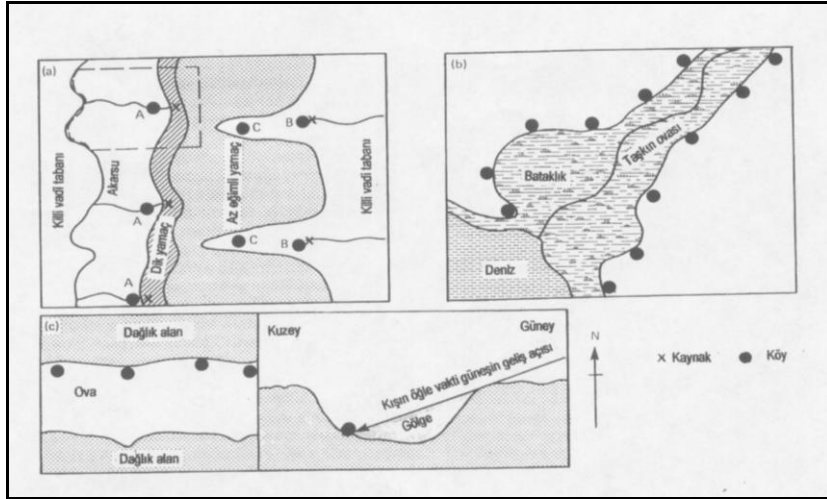 (a)
A
B
C
Killi vadi tabanı
Akarsu
Dik yamaç
Az eğimli yamaç
Killi vadi tabanı
A
C
B
A
(b)
Bataklık
Taşkın ovası
Deniz
(c)
Dağlık alan
Ova
Dağlık alan
Kuzey
Güney
Kışın öğle vakti güneşin geliş açısı
Gölge
N
x Kaynak
Köy